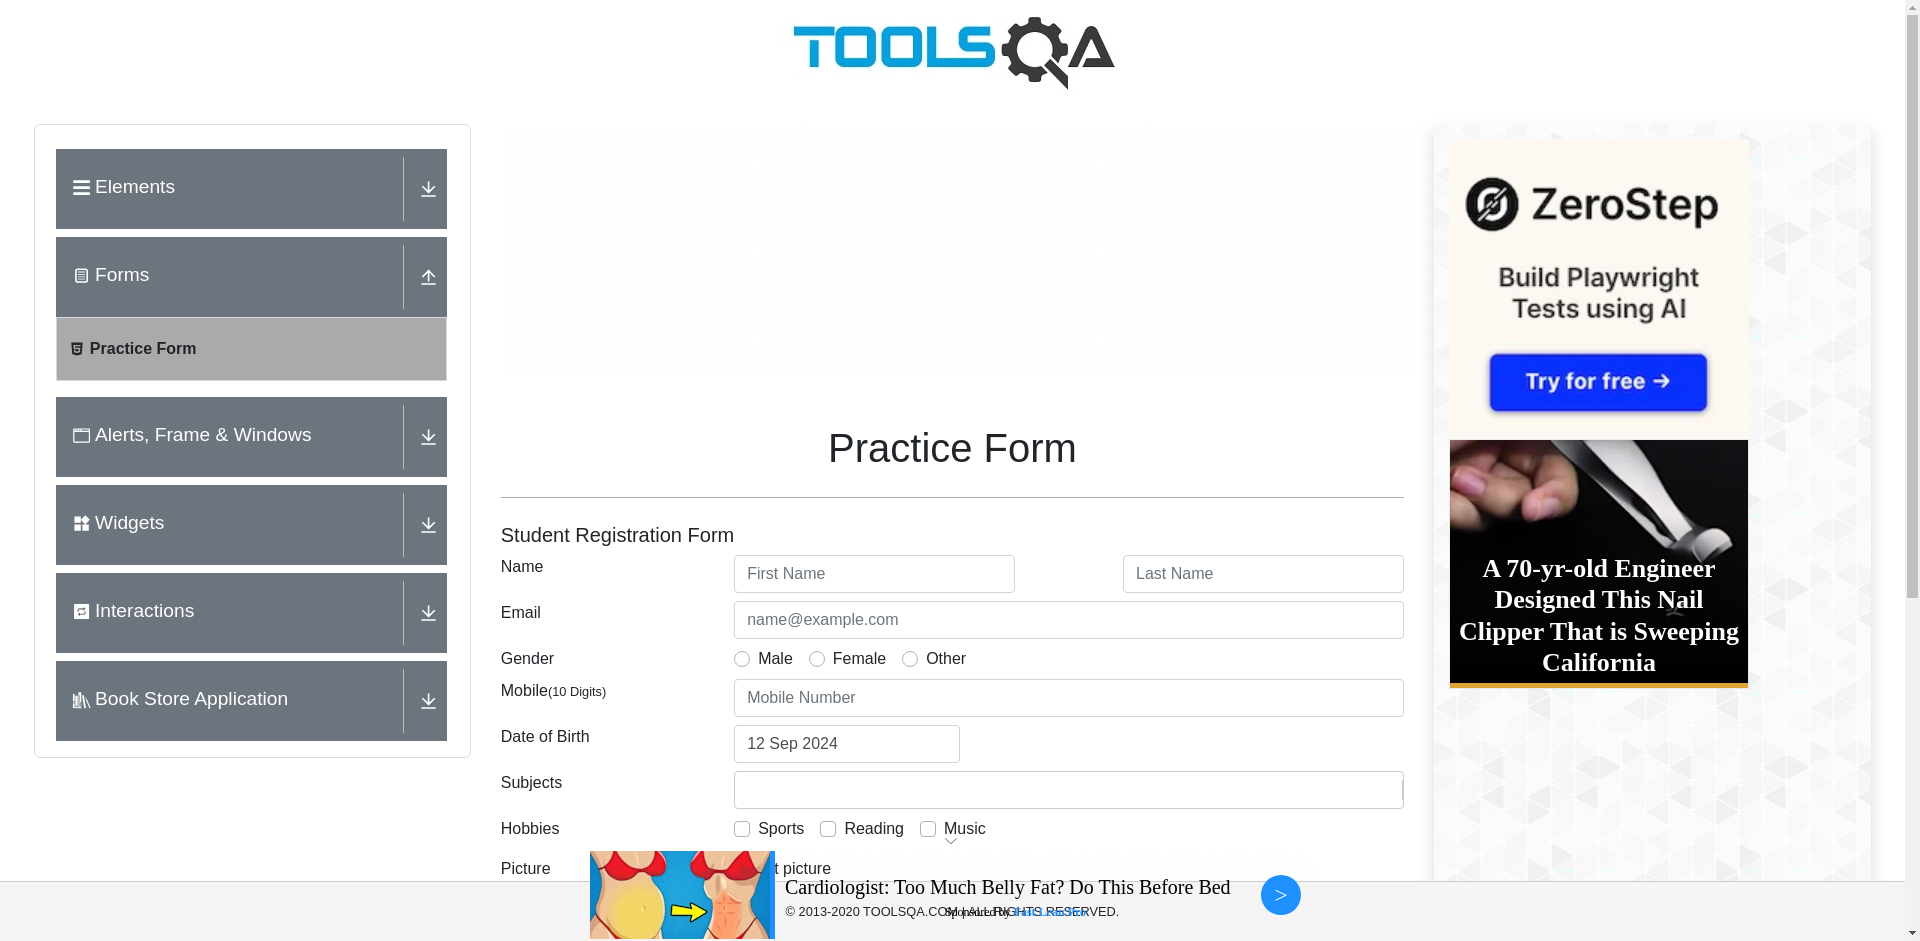 TOOLSQA
Elements
Forms
Practice Form
Alerts, Frame & Windows
Widgets
Interactions
Book Store Application
Practice Form
Student Registration Form
Name
First Name
Last Name
Email
name@example.com
Gender
Male
Female
Other
Mobile(10 Digits)
Mobile Number
Date of Birth
12 Sep 2024
Subjects
Hobbies
Sports
Reading
Music
Picture
t picture
Cardiologist: Too Much Belly Fat? Do This Before Bed
>
© 2013-2020 TOOLSQA.COM | ALL RIGHTS RESERVED.
Sponsored by
ZeroStep
Build Playwright
Tests using AI
Try for free →
A 70-yr-old Engineer
Designed This Nail
Clipper That is Sweeping
California